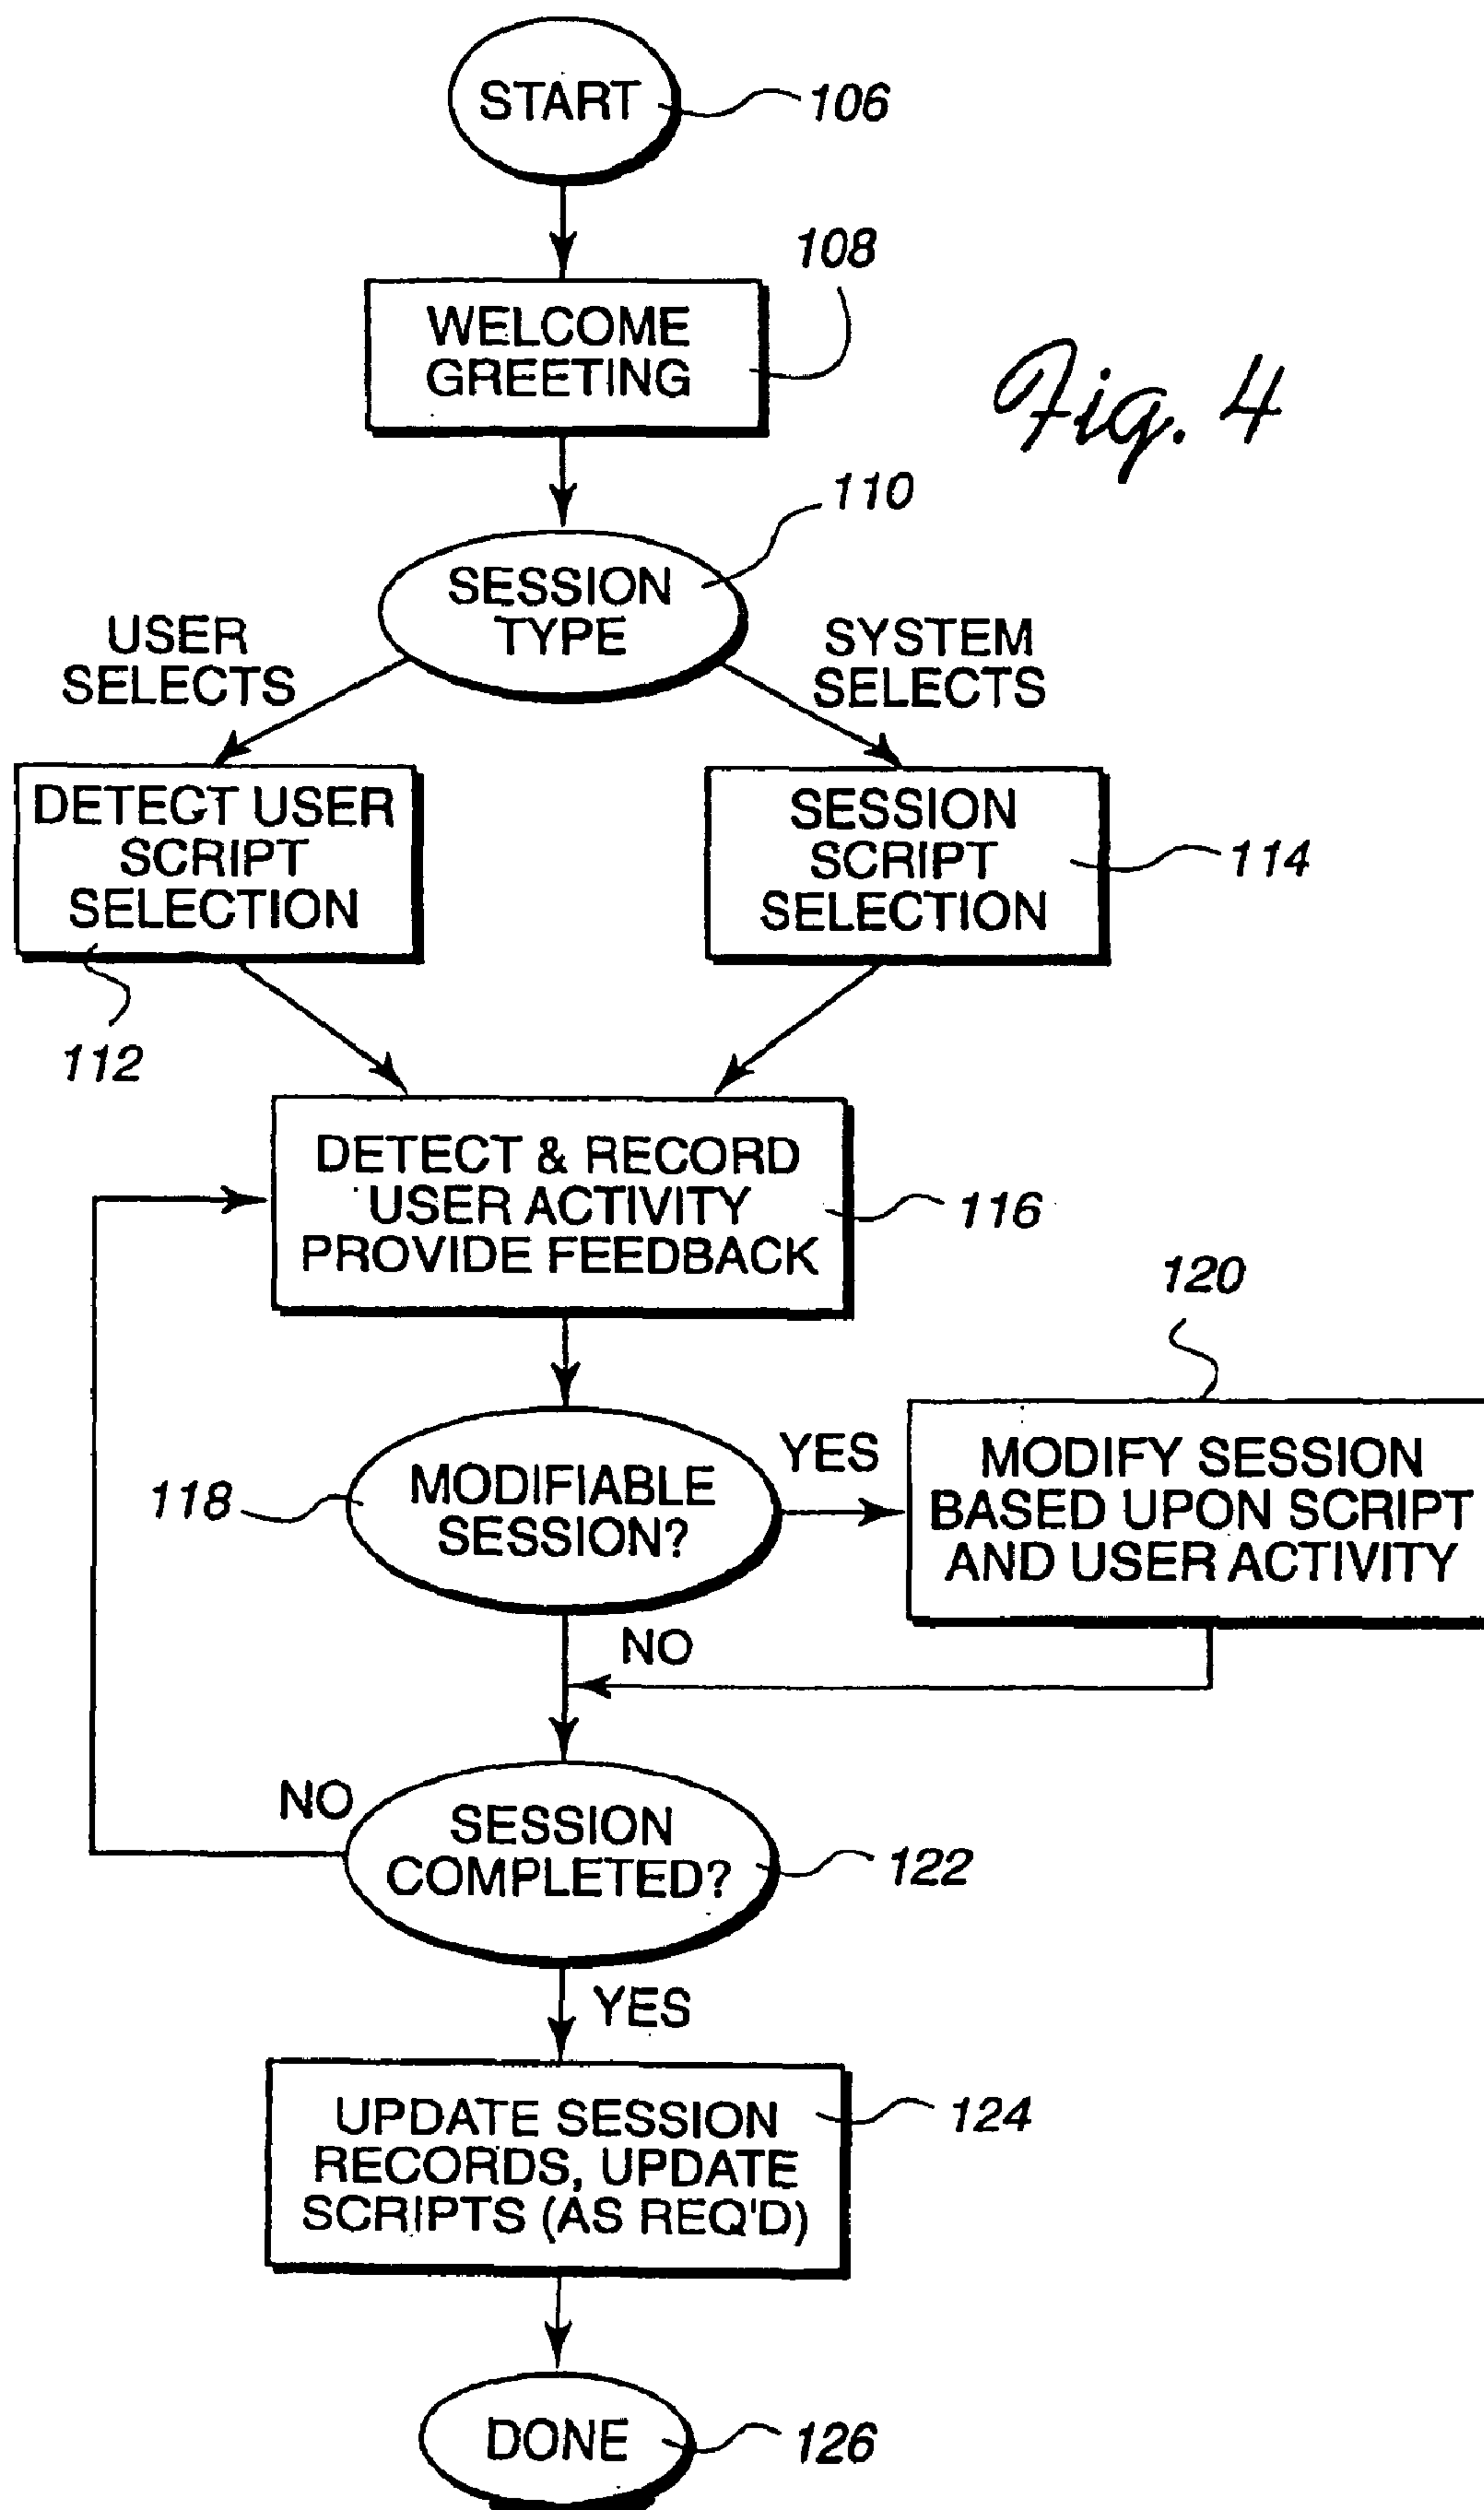 START
106
108
WELCOME
GREETING
Fig. 4
110
SESSION
TYPE
USER
SELECTS
SYSTEM
SELECTS
DETECT USER
SCRIPT
SELECTION
SESSION
SCRIPT
SELECTION
114
112
DETECT & RECORD
USER ACTIVITY
PROVIDE FEEDBACK
116
120
118
MODIFIABLE
SESSION?
YES
MODIFY SESSION
BASED UPON SCRIPT
AND USER ACTIVITY
NO
NO
SESSION
COMPLETED?
122
YES
UPDATE SESSION
RECORDS, UPDATE
SCRIPTS (AS REQ'D)
124
DONE
126